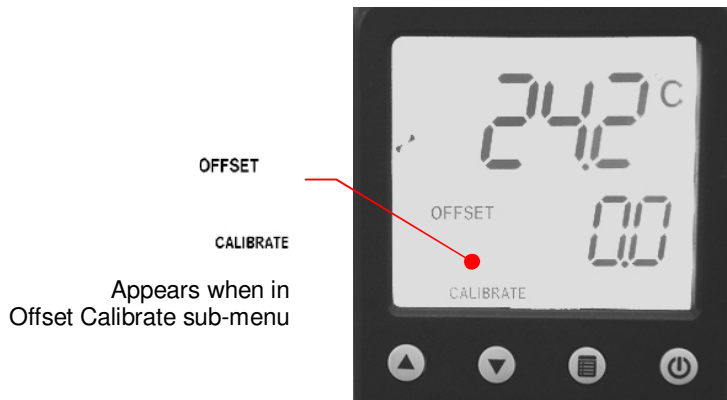 OFFSET
CALIBRATE
Appears when in
Offset Calibrate sub-menu
24.2 C
OFFSET
0.0
CALIBRATE